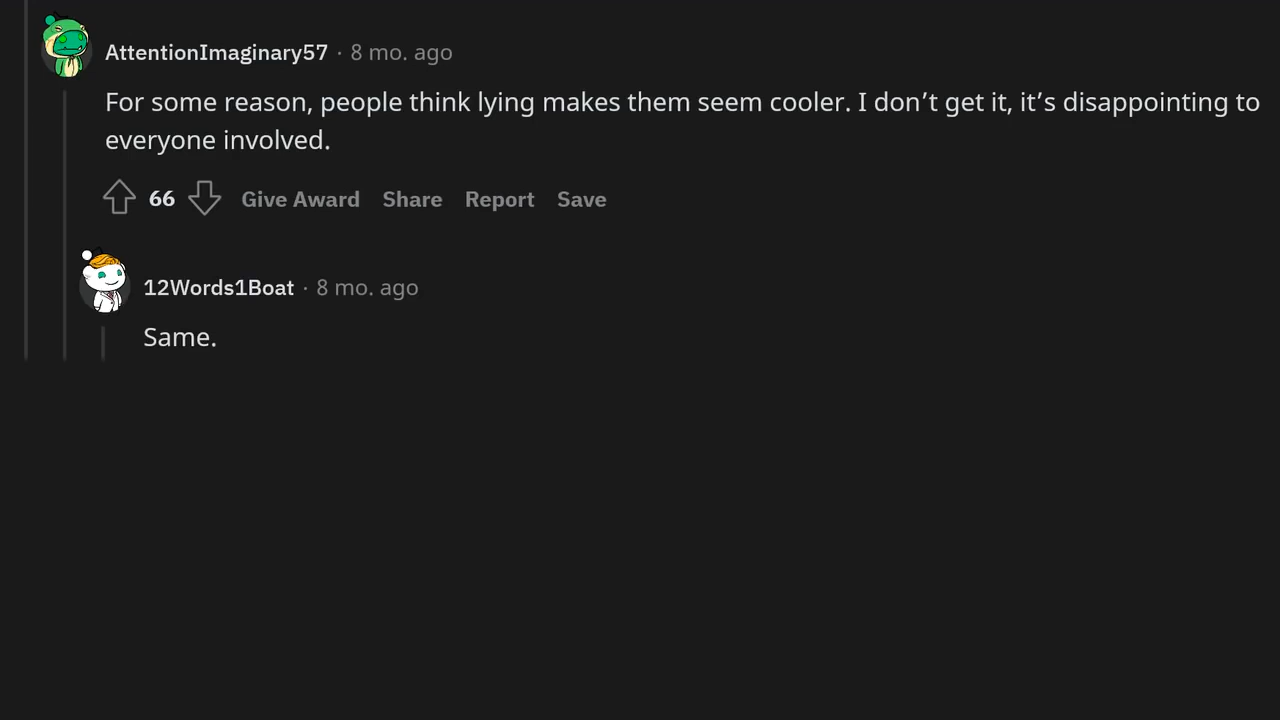 AttentionImaginary57 · 8 mo. ago
For some reason, people think lying makes them seem cooler. I don’t get it, it’s disappointing to
everyone involved.
66 Give Award Share Report Save
12Words1Boat · 8 mo. ago
Same.